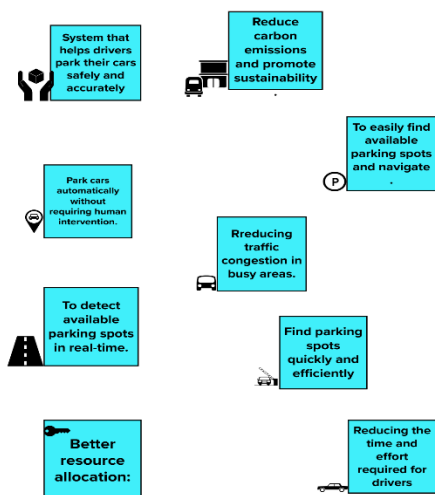 System that
helps drivers
park their cars
safely and
accurately
Reduce
carbon
emissions
and promote
sustainability
.
To easily find
available
parking spots
and navigate
.
P
Park cars
automatically
without
requiring human
intervention.
Rreducing
traffic
congestion in
busy areas.
To detect
available
parking spots
in real-time.
Find parking
spots
quickly and
efficiently
Better
resource
allocation:
Reducing the
time and
effort
required for
drivers